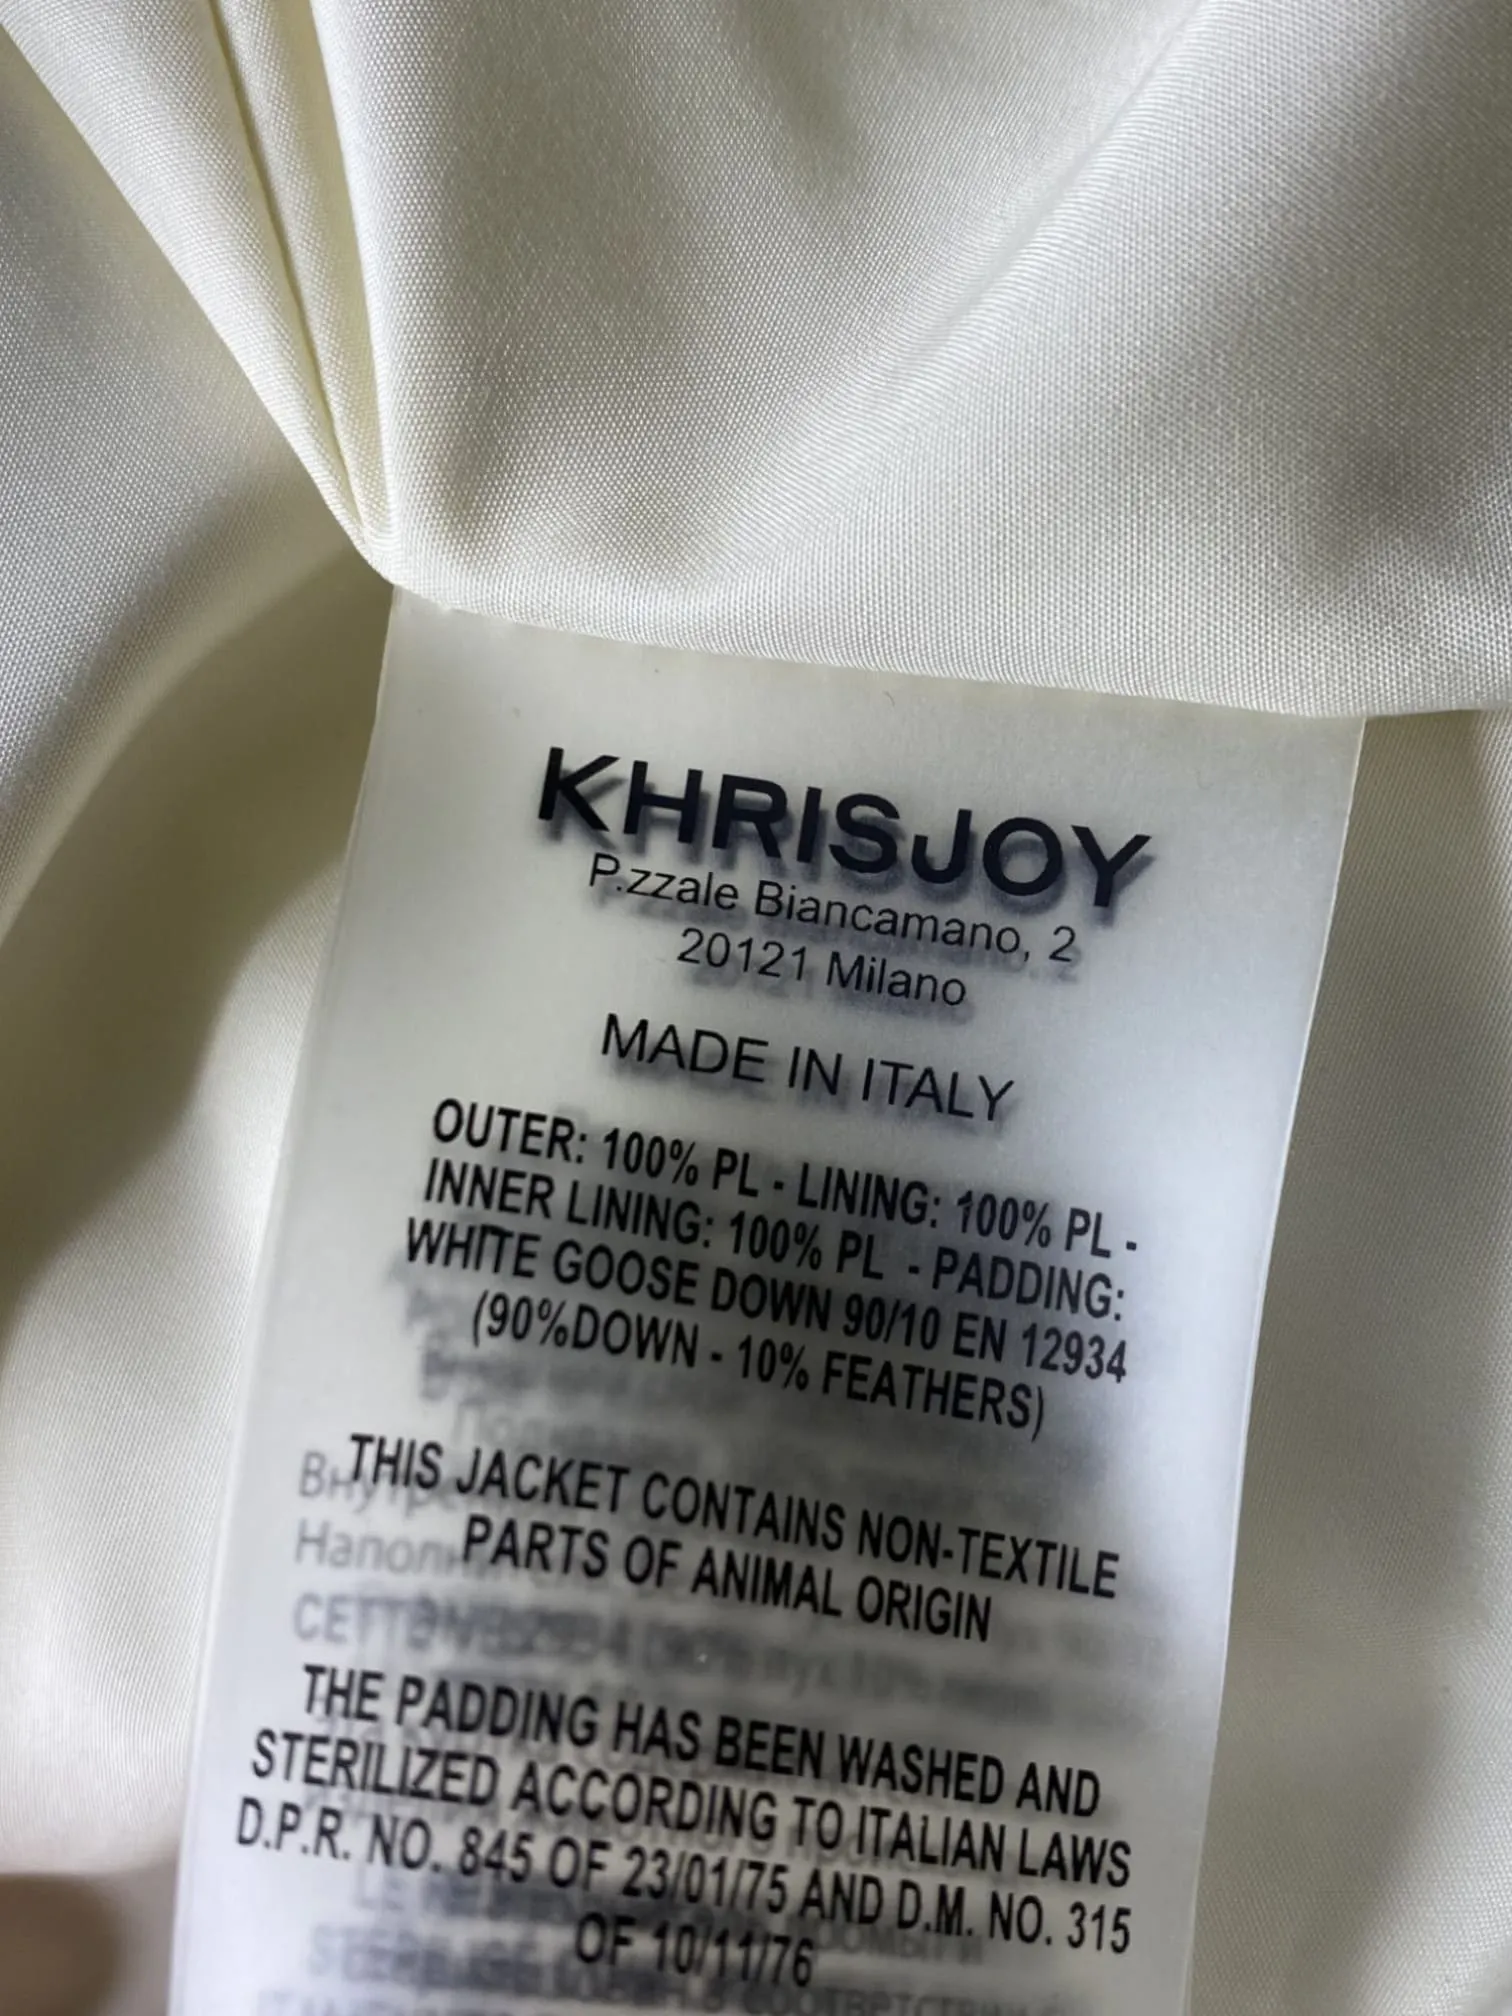 KHRISJOY
P.zzale Biancamano, 2
20121 Milano
MADE IN ITALY
OUTER: 100% PL - LINING: 100% PL -
INNER LINING: 100% PL - PADDING:
WHITE GOOSE DOWN 90/10 EN 12934
(90%DOWN - 10% FEATHERS)
THIS JACKET CONTAINS NON-TEXTILE
PARTS OF ANIMAL ORIGIN
THE PADDING HAS BEEN WASHED AND
STERILIZED ACCORDING TO ITALIAN LAWS
D.P.R. NO. 845 OF 23/01/75 AND D.M. NO. 315
OF 10/11/76